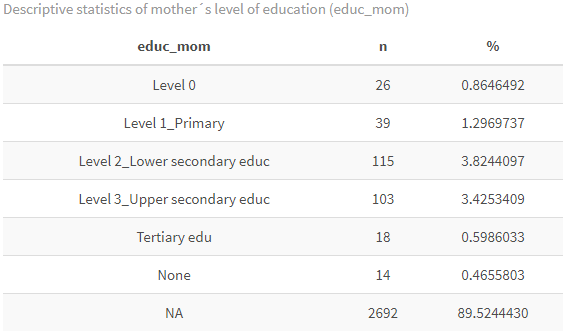 Descriptive statistics of mother´s level of education (educ_mom)
educ_mom n %
Level 0 26 0.8646492
Level 1_Primary 39 1.2969737
Level 2_Lower secondary educ 115 3.8244097
Level 3_Upper secondary educ 103 3.4253409
Tertiary edu 18 0.5986033
None 14 0.4655803
NA 2692 89.5244430